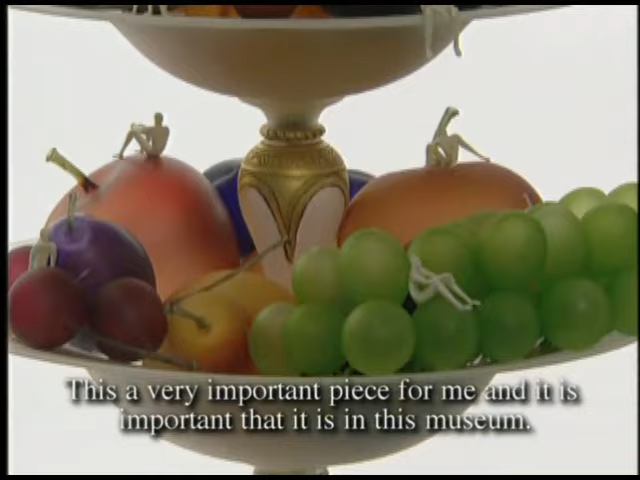 This a very important piece for me and it is
important that it is in this museum.